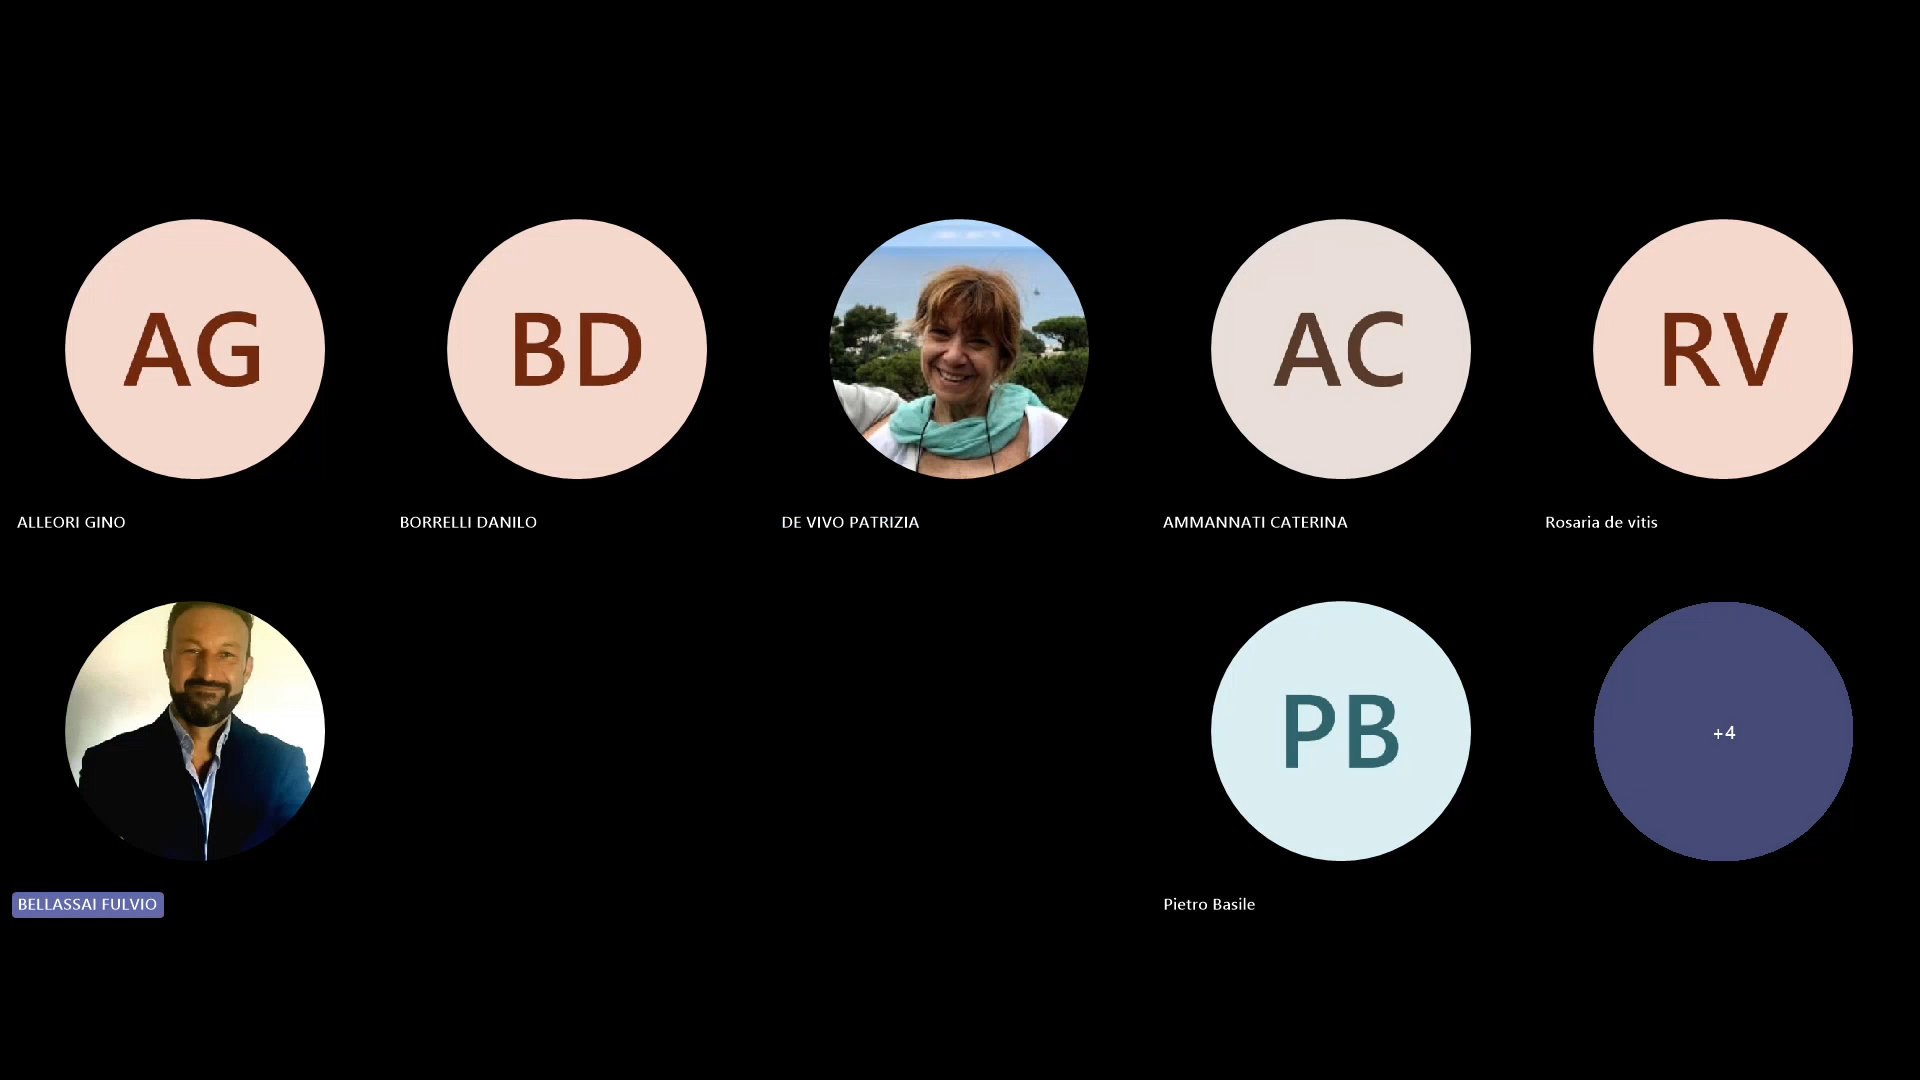 AG
BD
AC
RV
ALLEORI GINO
BORRELLI DANILO
DE VIVO PATRIZIA
AMMANNATI CATERINA
Rosaria de vitis
PB
+4
BELLASSAI FULVIO
Pietro Basile